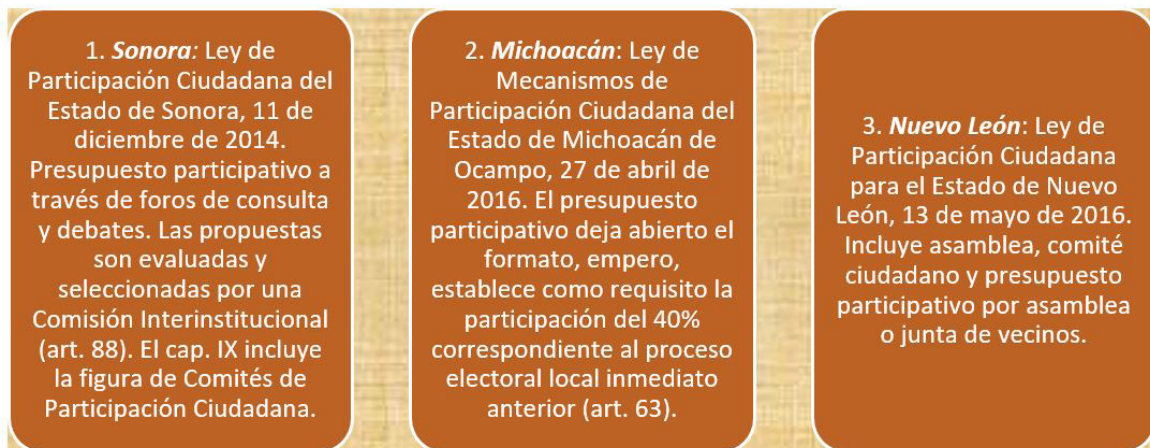 1. Sonora: Ley de
Participación Ciudadana del
Estado de Sonora, 11 de
diciembre de 2014.
Presupuesto participativo a
través de foros de consulta
y debates. Las propuestas
son evaluadas y
seleccionadas por una
Comisión Interinstitucional
(art. 88). El cap. IX incluye
la figura de Comités de
Participación Ciudadana.
2. Michoacán: Ley de
Mecanismos de
Participación Ciudadana del
Estado de Michoacán de
Ocampo, 27 de abril de
2016. El presupuesto
participativo deja abierto el
formato, empero,
establece como requisito la
participación del 40%
correspondiente al proceso
electoral local inmediato
anterior (art. 63).
3. Nuevo León: Ley de
Participación Ciudadana
para el Estado de Nuevo
León, 13 de mayo de 2016.
Incluye asamblea, comité
ciudadano y presupuesto
participativo por asamblea
o junta de vecinos.